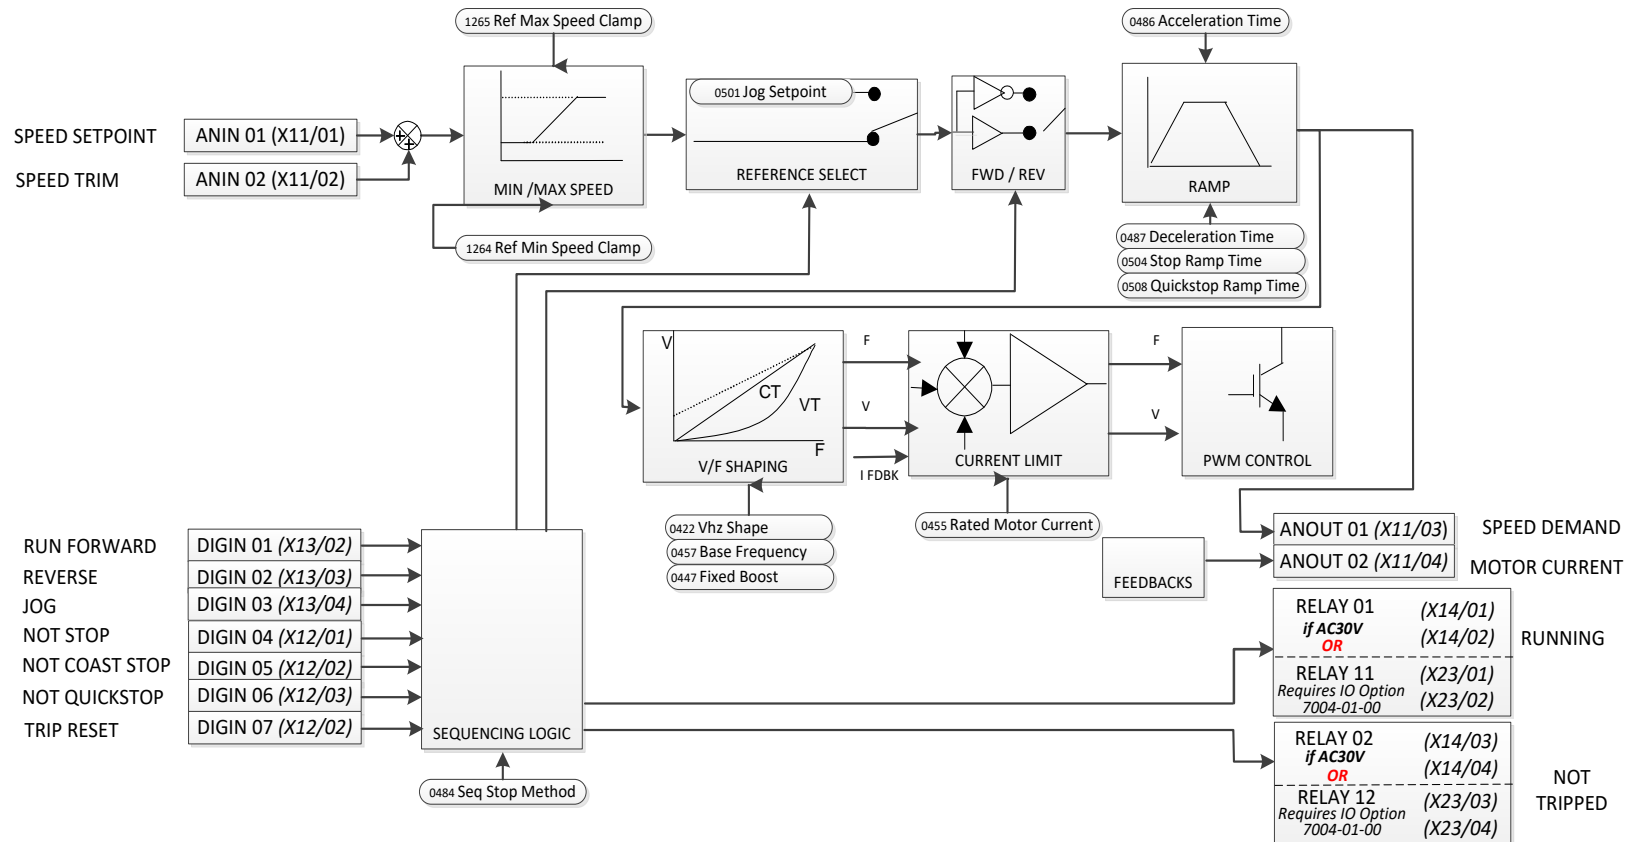 1265 Ref Max Speed Clamp
0486 Acceleration Time
0501 Jog Setpoint
SPEED SETPOINT
ANIN 01 (X11/01)
SPEED TRIM
ANIN 02 (X11/02)
+
+
MIN /MAX SPEED
REFERENCE SELECT
FWD / REV
RAMP
1264 Ref Min Speed Clamp
0487 Deceleration Time
0504 Stop Ramp Time
0508 Quickstop Ramp Time
V
CT
VT
F
V/F SHAPING
F
V
I FDBK
CURRENT LIMIT
F
V
PWM CONTROL
0422 Vhz Shape
0457 Base Frequency
0447 Fixed Boost
0455 Rated Motor Current
FEEDBACKS
ANOUT 01 (X11/03)
SPEED DEMAND
ANOUT 02 (X11/04)
MOTOR CURRENT
RUN FORWARD
DIGIN 01 (X13/02)
REVERSE
DIGIN 02 (X13/03)
JOG
DIGIN 03 (X13/04)
NOT STOP
DIGIN 04 (X12/01)
NOT COAST STOP
DIGIN 05 (X12/02)
NOT QUICKSTOP
DIGIN 06 (X12/03)
TRIP RESET
DIGIN 07 (X12/02)
SEQUENCING LOGIC
0484 Seq Stop Method
RELAY 01
if AC30V
OR
(X14/01)
(X14/02)
RUNNING
RELAY 11
Requires IO Option
7004-01-00
(X23/01)
(X23/02)
RELAY 02
if AC30V
OR
(X14/03)
(X14/04)
NOT
TRIPPED
RELAY 12
Requires IO Option
7004-01-00
(X23/03)
(X23/04)